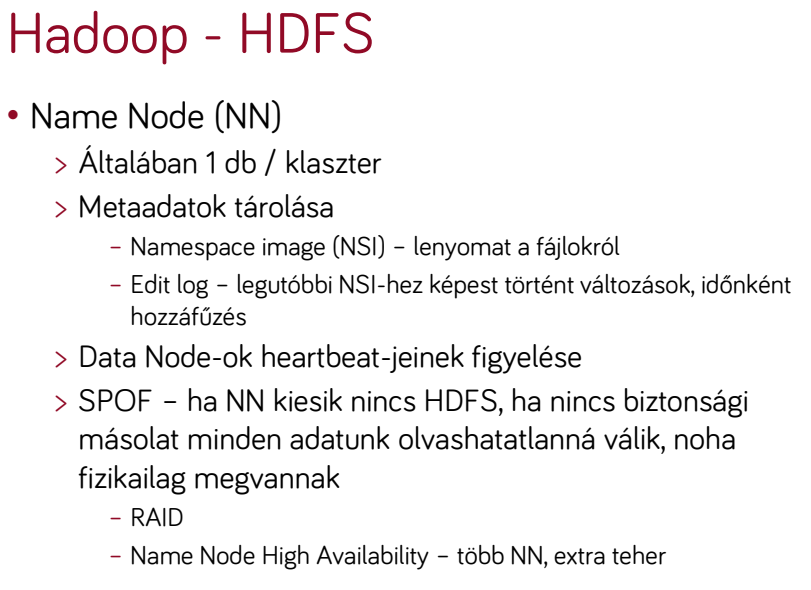 Hadoop - HDFS
• Name Node (NN)
> Általában 1 db / klaszter
> Metaadatok tárolása
– Namespace image (NSI) – lenyomat a fájlokról
– Edit log – legutóbbi NSI-hez képest történt változások, időnként
hozzáfűzés
> Data Node-ok heartbeat-jeinek figyelése
> SPOF – ha NN kiesik nincs HDFS, ha nincs biztonsági
másolat minden adatunk olvashatatlanná válik, noha
fizikailag megvannak
– RAID
– Name Node High Availability – több NN, extra teher